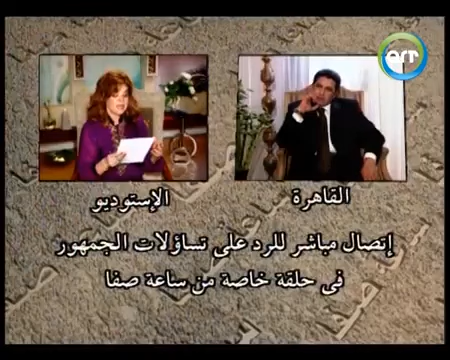 القاهرة
الإستوديو
إتصال مباشر للرد على تساؤلات الجمهور
فى حلقة خاصة من ساعة صفا